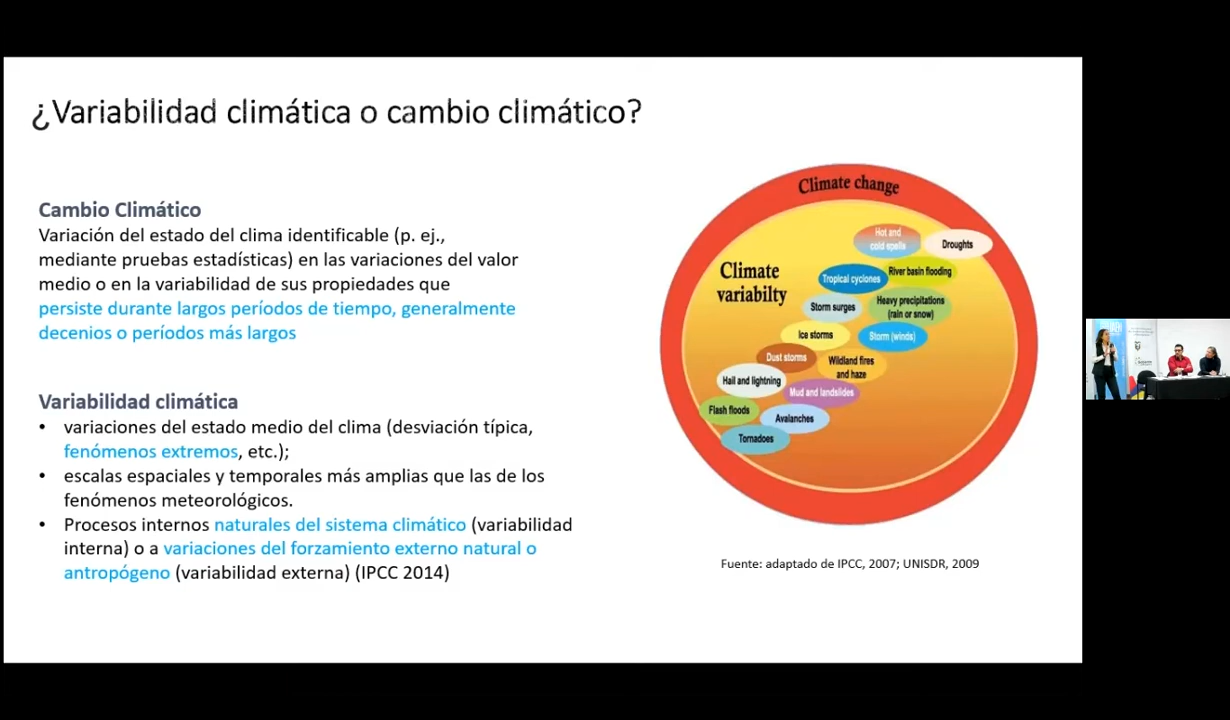 ¿Variabilidad climática o cambio climático?
Cambio Climático
Variación del estado del clima identificable (p. ej.,
mediante pruebas estadísticas) en las variaciones del valor
medio o en la variabilidad de sus propiedades que
persiste durante largos períodos de tiempo, generalmente
decenios o períodos más largos
Variabilidad climática
• variaciones del estado medio del clima (desviación típica,
fenómenos extremos, etc.);
• escalas espaciales y temporales más amplias que las de los
fenómenos meteorológicos.
• Procesos internos naturales del sistema climático (variabilidad
interna) o a variaciones del forzamiento externo natural o
antropógeno (variabilidad externa) (IPCC 2014)
Climate change
Climate
variabilty
Hot and
cold spells
Droughts
Tropical cyclones
River basin flooding
Storm surges
Heavy precipitations
(rain or snow)
Ice storms
Storm (winds)
Dust storms
Wildland fires
and haze
Hail and lightning
Mud and landslides
Flash floods
Avalanches
Tornadoes
Fuente: adaptado de IPCC, 2007; UNISDR, 2009